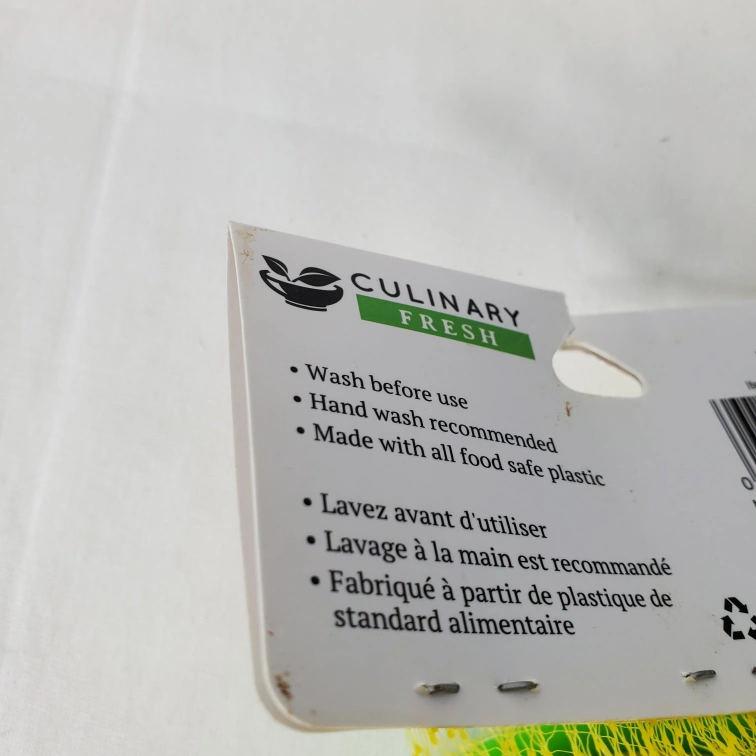 CULINARY
FRESH
• Wash before use
• Hand wash recommended
• Made with all food safe plastic
• Lavez avant d'utiliser
• Lavage à la main est recommandé
• Fabriqué à partir de plastique de
standard alimentaire
0